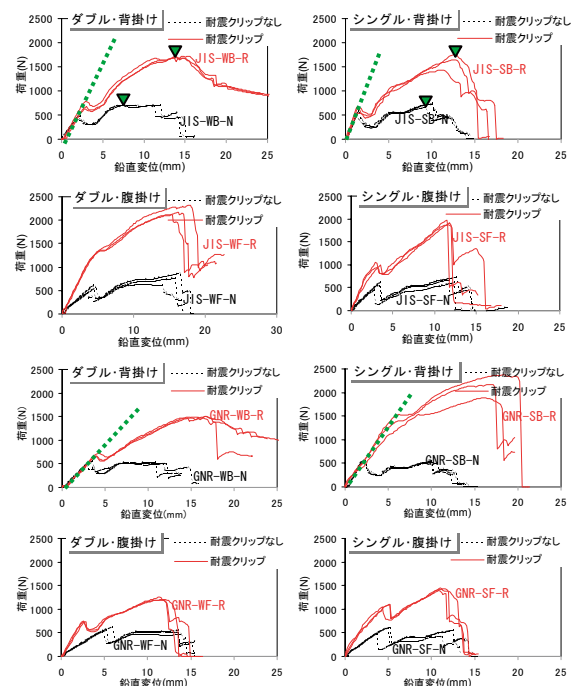 ダブル・背掛け
耐震クリップなし
耐震クリップ
荷重(N)
2500
2000
1500
1000
500
0
JIS-WB-R
JIS-WB-N
0 5 10 15 20 25
鉛直変位(mm)
シングル・背掛け
耐震クリップなし
耐震クリップ
荷重(N)
2500
2000
1500
1000
500
0
JIS-SB-R
JIS-SB-N
0 5 10 15 20 25
鉛直変位(mm)
ダブル・腹掛け
耐震クリップなし
耐震クリップ
荷重(N)
2500
2000
1500
1000
500
0
JIS-WF-R
JIS-WF-N
0 10 20 30
鉛直変位(mm)
シングル・腹掛け
耐震クリップなし
耐震クリップ
荷重(N)
2500
2000
1500
1000
500
0
JIS-SF-R
JIS-SF-N
0 5 10 15 20 25
鉛直変位(mm)
ダブル・背掛け
耐震クリップなし
耐震クリップ
荷重(N)
2500
2000
1500
1000
500
0
GNR-WB-R
GNR-WB-N
0 5 10 15 20 25
鉛直変位(mm)
シングル・背掛け
耐震クリップなし
耐震クリップ
荷重(N)
2500
2000
1500
1000
500
0
GNR-SB-R
GNR-SB-N
0 5 10 15 20 25
鉛直変位(mm)
ダブル・腹掛け
耐震クリップなし
耐震クリップ
荷重(N)
2500
2000
1500
1000
500
0
GNR-WF-R
GNR-WF-N
0 5 10 15 20 25
鉛直変位(mm)
シングル・腹掛け
耐震クリップなし
耐震クリップ
荷重(N)
2500
2000
1500
1000
500
0
GNR-SF-R
GNR-SF-N
0 5 10 15 20 25
鉛直変位(mm)